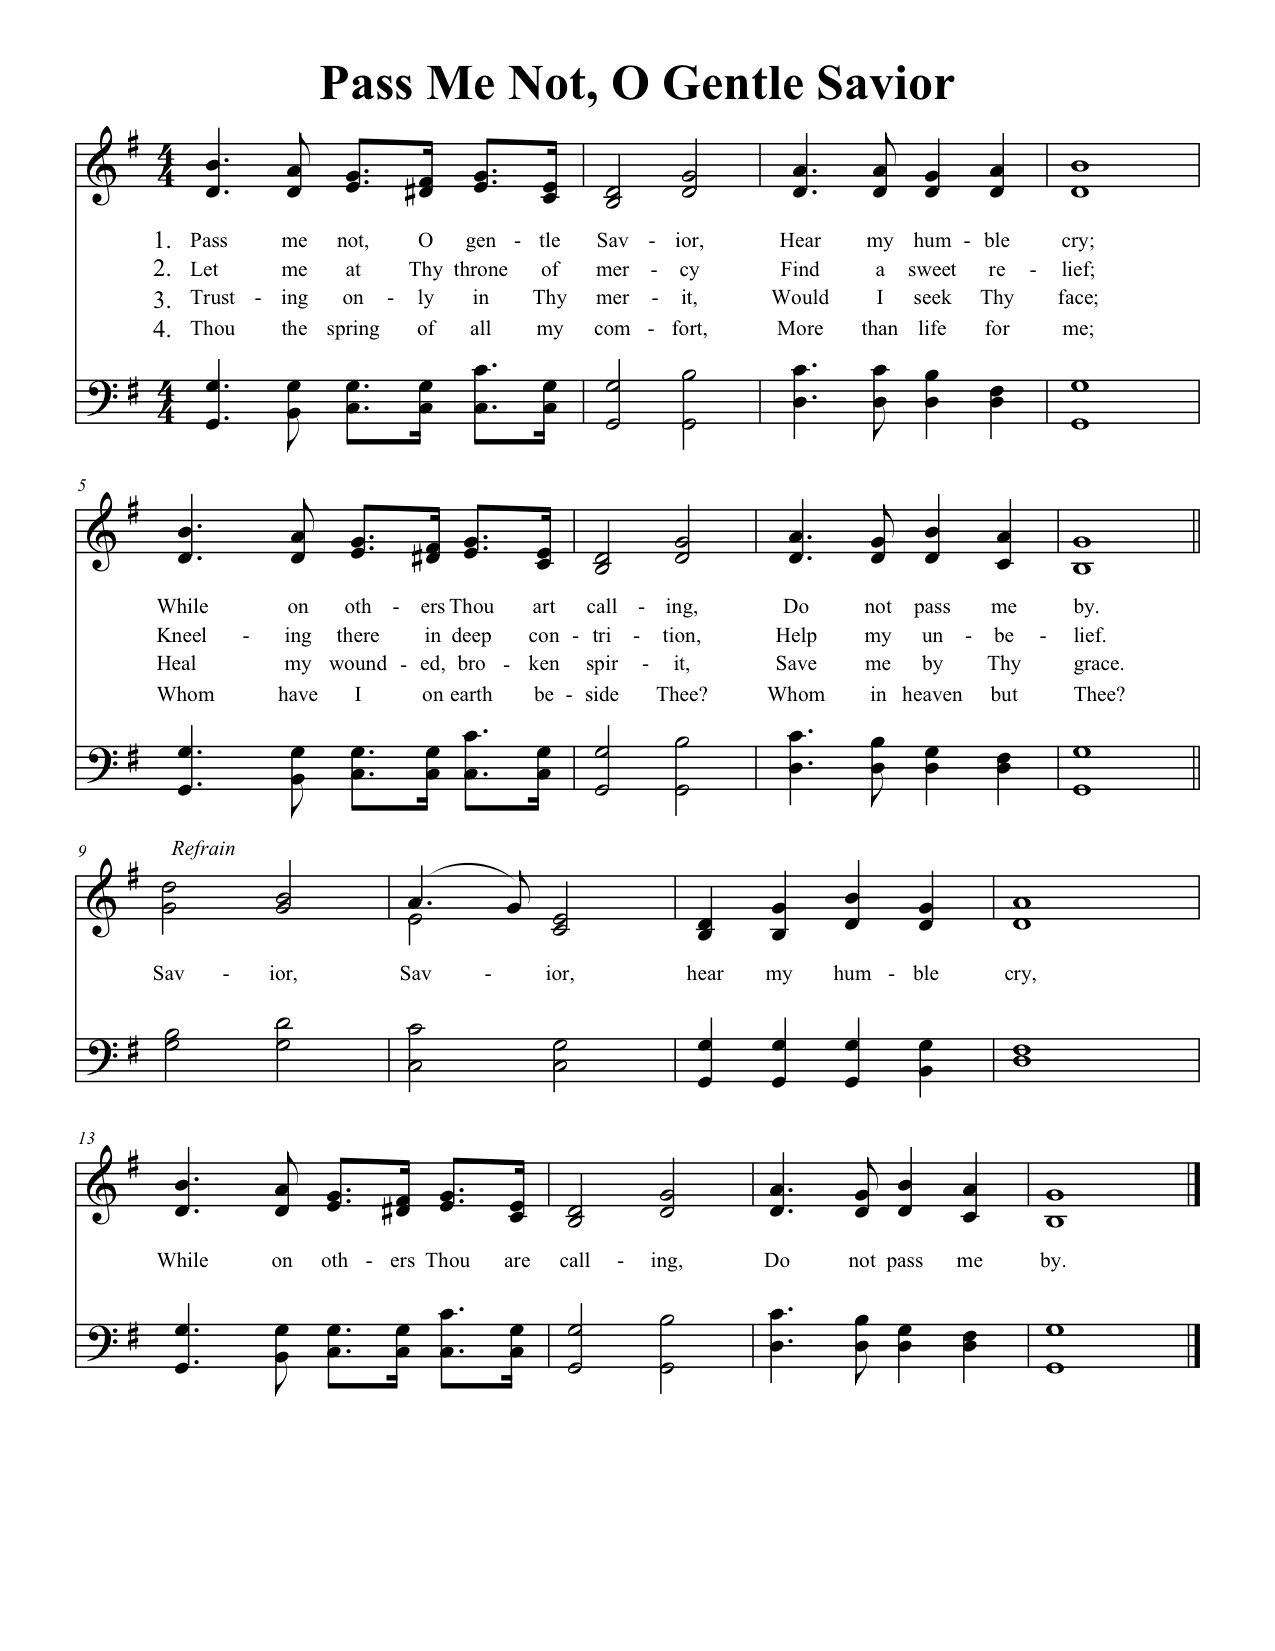 Pass Me Not, O Gentle Savior
4 4
1. Pass me not, O gen - tle Sav - ior, Hear my hum - ble cry;
2. Let me at Thy throne of mer - cy Find a sweet re - lief;
3. Trust - ing on - ly in Thy mer - it, Would I seek Thy face;
4. Thou the spring of all my com - fort, More than life for me;
4 4
5
While on oth - ers Thou art call - ing, Do not pass me by.
Kneel - ing there in deep con - tri - tion, Help my un - be - lief.
Heal my wound - ed, bro - ken spir - it, Save me by Thy grace.
Whom have I on earth be - side Thee? Whom in heaven but Thee?
9 Refrain
Sav - ior, Sav - ior, hear my hum - ble cry,
13
While on oth - ers Thou are call - ing, Do not pass me by.